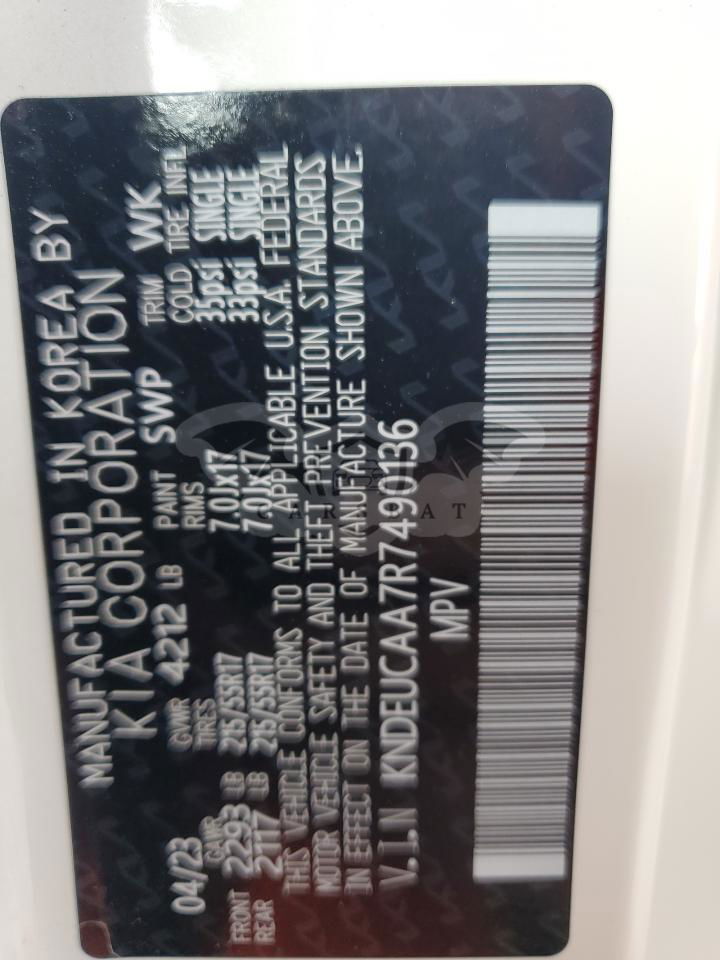 MANUFACTURED IN KOREA BY
KIA CORPORATION
04/23 GVWR 4212 LB PAINT SWP TRIM WK
GAWR TIRES RIMS COLD TIRE INFL
FRONT 2293 LB 215/55R17 7.0Jx17 35psi SINGLE
REAR LB 215/55R17 7.0Jx17 33psi SINGLE
THIS VEHICLE CONFORMS TO ALL APPLICABLE U.S.A. FEDERAL
MOTOR VEHICLE SAFETY AND THEFT PREVENTION STANDARDS
IN EFFECT ON THE DATE OF MANUFACTURE SHOWN ABOVE.
V.I.N KNDEUCAA7R7490136
MPV